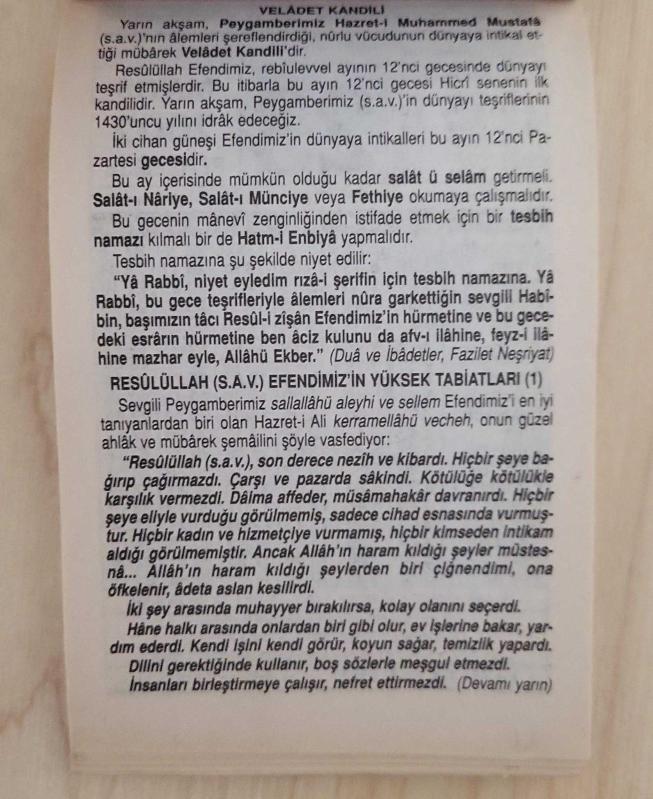 VELÂDET KANDİLİ
Yarın akşam, Peygamberimiz Hazret-i Muhammed Mustafâ
(s.a.v.)'nın âlemleri şereflendirdiği, nûrlu vücudunun dünyaya intikal et-
tiği mübârek Velâdet Kandili'dir.
Resûlüllah Efendimiz, rebîulevvel ayının 12'nci gecesinde dünyayı
teşrif etmişlerdir. Bu itibarla bu ayın 12'nci gecesi Hicrî senenin ilk
kandilidir. Yarın akşam, Peygamberimiz (s.a.v.)'in dünyayı teşriflerinin
1430'uncu yılını idrâk edeceğiz.
İki cihan güneşi Efendimiz'in dünyaya intikalleri bu ayın 12'nci Pa-
zartesi gecesidir.
Bu ay içerisinde mümkün olduğu kadar salât ü selâm getirmeli.
Salât-ı Nâriye, Salât-ı Münciye veya Fethiye okumaya çalışmalıdır.
Bu gecenin mânevî zenginliğinden istifade etmek için bir tesbih
namazı kılmalı bir de Hatm-i Enbiyâ yapmalıdır.
Tesbih namazına şu şekilde niyet edilir:
“Yâ Rabbî, niyet eyledim rızâ-i şerifin için tesbih namazına. Yâ
Rabbî, bu gece teşrifleriyle âlemleri nûra garkettiğin sevgili Habî-
bin, başımızın tâcı Resûl-i zîşân Efendimiz'in hürmetine ve bu gece-
deki esrârın hürmetine ben âciz kulunu da afv-ı ilâhine, feyz-i ilâ-
hine mazhar eyle, Allâhü Ekber.” (Duâ ve İbâdetler, Fazilet Neşriyat)
RESÛLÜLLAH (S.A.V.) EFENDİMİZ'İN YÜKSEK TABİATLARI (1)
Sevgili Peygamberimiz sallallâhü aleyhi ve sellem Efendimiz'i en iyi
tanıyanlardan biri olan Hazret-i Ali kerramellâhü vecheh, onun güzel
ahlâk ve mübârek şemâilini şöyle vasfediyor:
“Resûlüllah (s.a.v.), son derece nezîh ve kibardı. Hiçbir şeye ba-
ğırıp çağırmazdı. Çarşı ve pazarda sâkindi. Kötülüğe kötülükle
karşılık vermezdi. Dâima affeder, müsâmahakâr davranırdı. Hiçbir
şeye eliyle vurduğu görülmemiş, sadece cihad esnasında vurmuş-
tur. Hiçbir kadın ve hizmetçiye vurmamış, hiçbir kimseden intikam
aldığı görülmemiştir. Ancak Allâh'ın haram kıldığı şeyler müstes-
nâ... Allâh'ın haram kıldığı şeylerden biri çiğnendimi, ona
öfkelenir, âdeta aslan kesilirdi.
İki şey arasında muhayyer bırakılırsa, kolay olanını seçerdi.
Hâne halkı arasında onlardan biri gibi olur, ev işlerine bakar, yar-
dım ederdi. Kendi işini kendi görür, koyun sağar, temizlik yapardı.
Dilini gerektiğinde kullanır, boş sözlerle meşgul etmezdi.
İnsanları birleştirmeye çalışır, nefret ettirmezdi. (Devamı yarın)